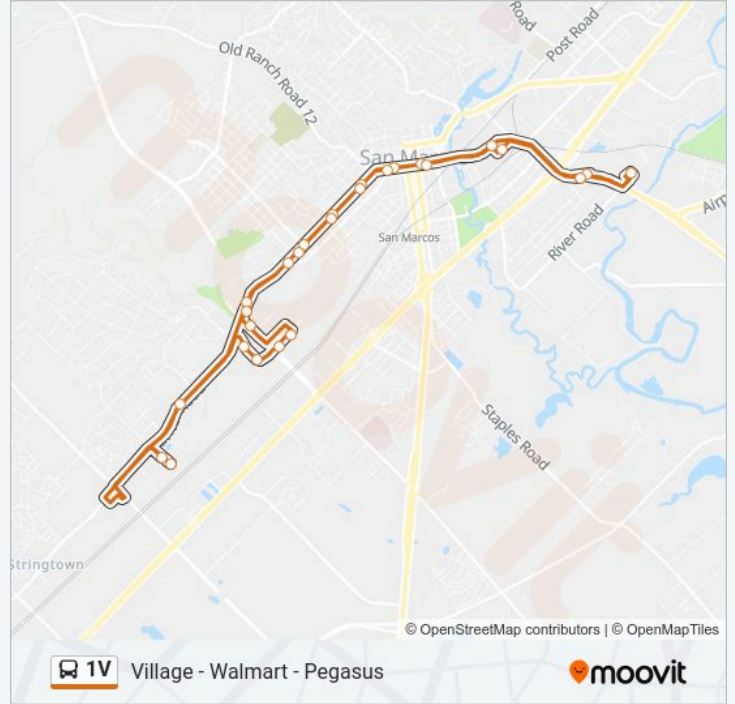 Road
Post Road
Old Ranch Road 12
San Mar
San Marcos
River Road
Airp
Staples Road
Stringtown
moovit
© OpenStreetMap contributors | © OpenMapTiles
1V Village - Walmart - Pegasus
moovit